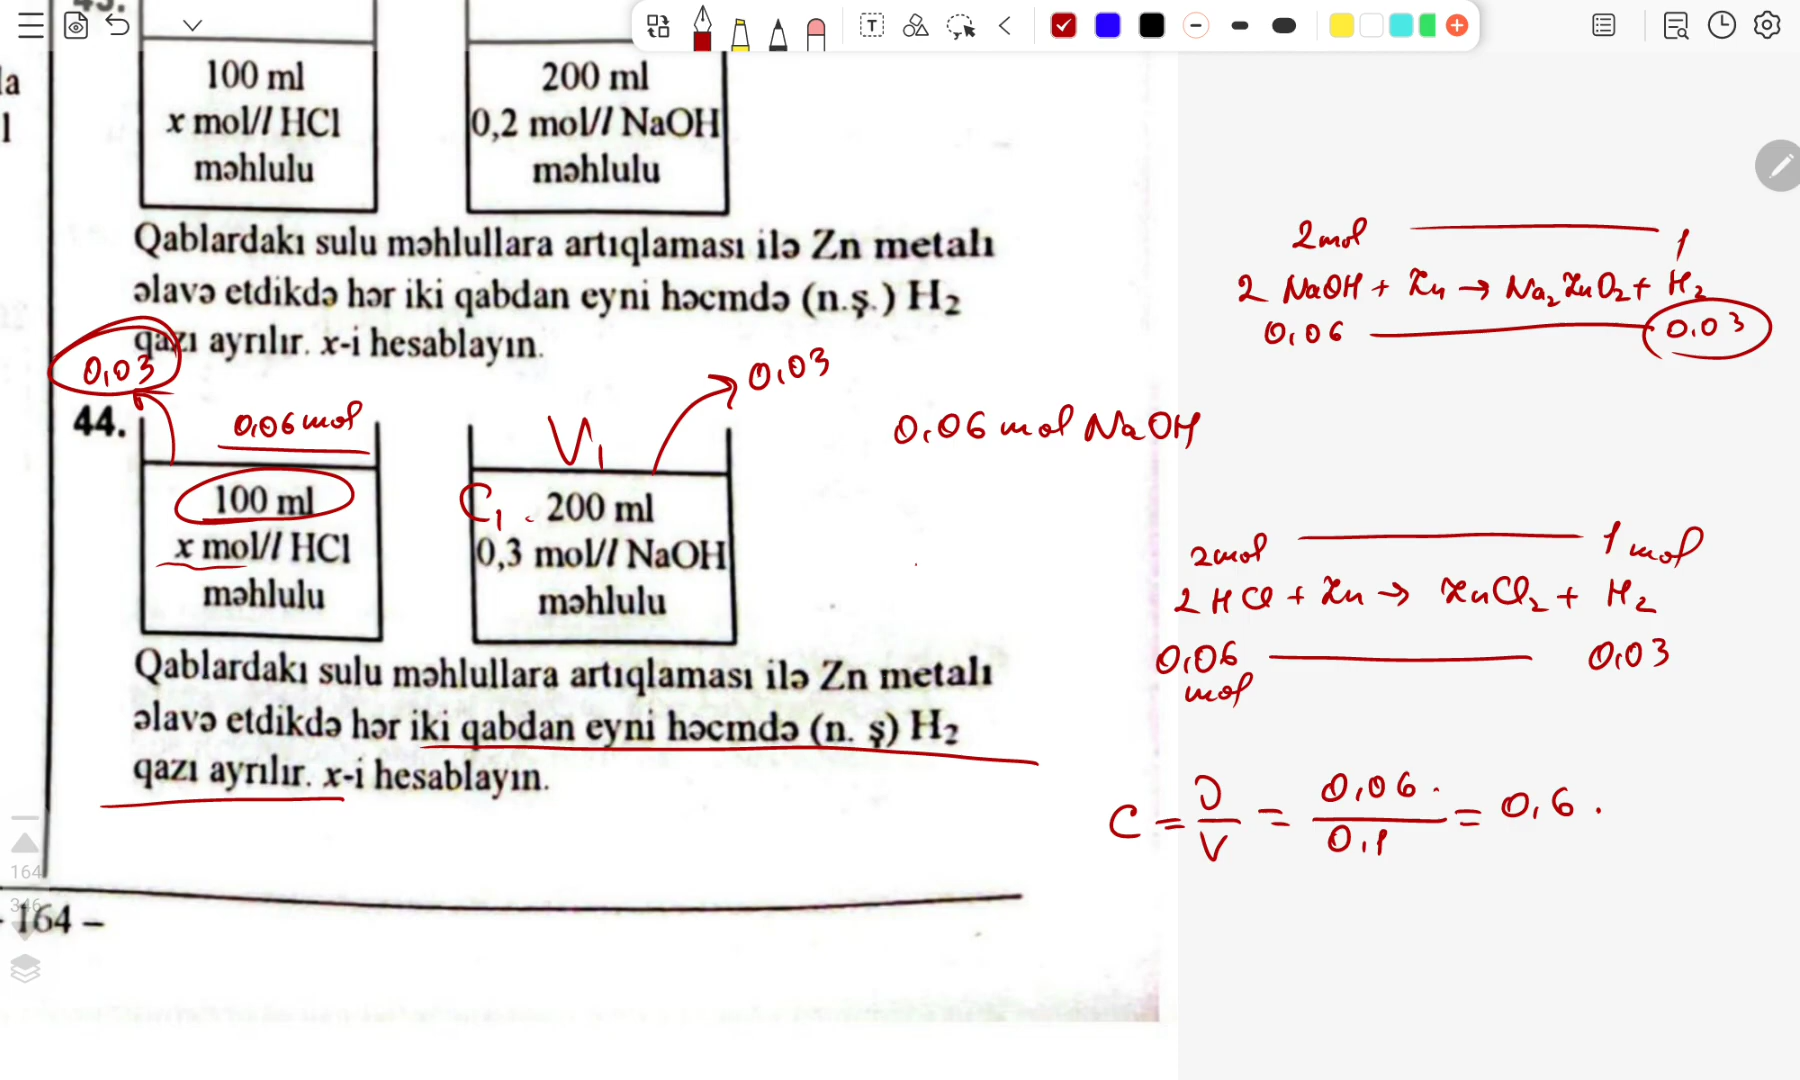 la
l
100 ml
x mol/l HCl
məhlulu
200 ml
0,2 mol/l NaOH
məhlulu
Qablardakı sulu məhlullara artıqlaması ilə Zn metalı
əlavə etdikdə hər iki qabdan eyni həcmdə (n.ş.) H₂
qazı ayrılır. x-i hesablayın.
0,03
0,03
44.
0,06 mol
100 ml
x mol/l HCl
məhlulu
V₁
C₁
200 ml
0,3 mol/l NaOH
məhlulu
Qablardakı sulu məhlullara artıqlaması ilə Zn metalı
əlavə etdikdə hər iki qabdan eyni həcmdə (n. ş) H₂
qazı ayrılır. x-i hesablayın.
164
346
164 –
2mol 1
2 NaOH + Zn → Na₂ZnO₂ + H₂
0,06 0.03
0,06 mol NaOH
2mol 1 mol
2 HCl + Zn → ZnCl₂ + H₂
0,06 0,03
mol
C = υ/V = 0,06/0,1 = 0,6.